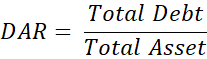 DAR = Total Debt / Total Asset